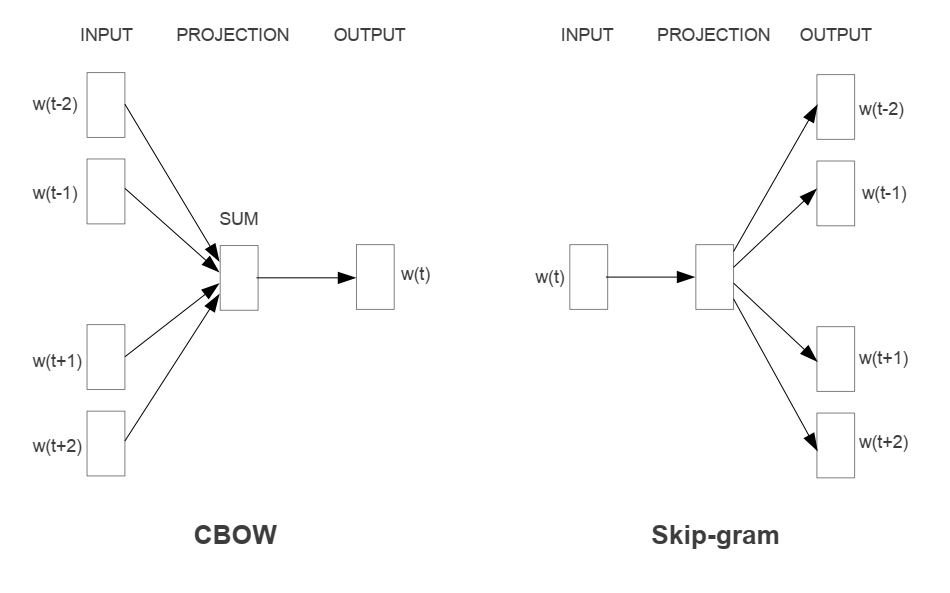 INPUT PROJECTION OUTPUT
w(t-2)
w(t-1)
SUM
w(t)
w(t+1)
w(t+2)
CBOW
INPUT PROJECTION OUTPUT
w(t-2)
w(t-1)
w(t)
w(t+1)
w(t+2)
Skip-gram